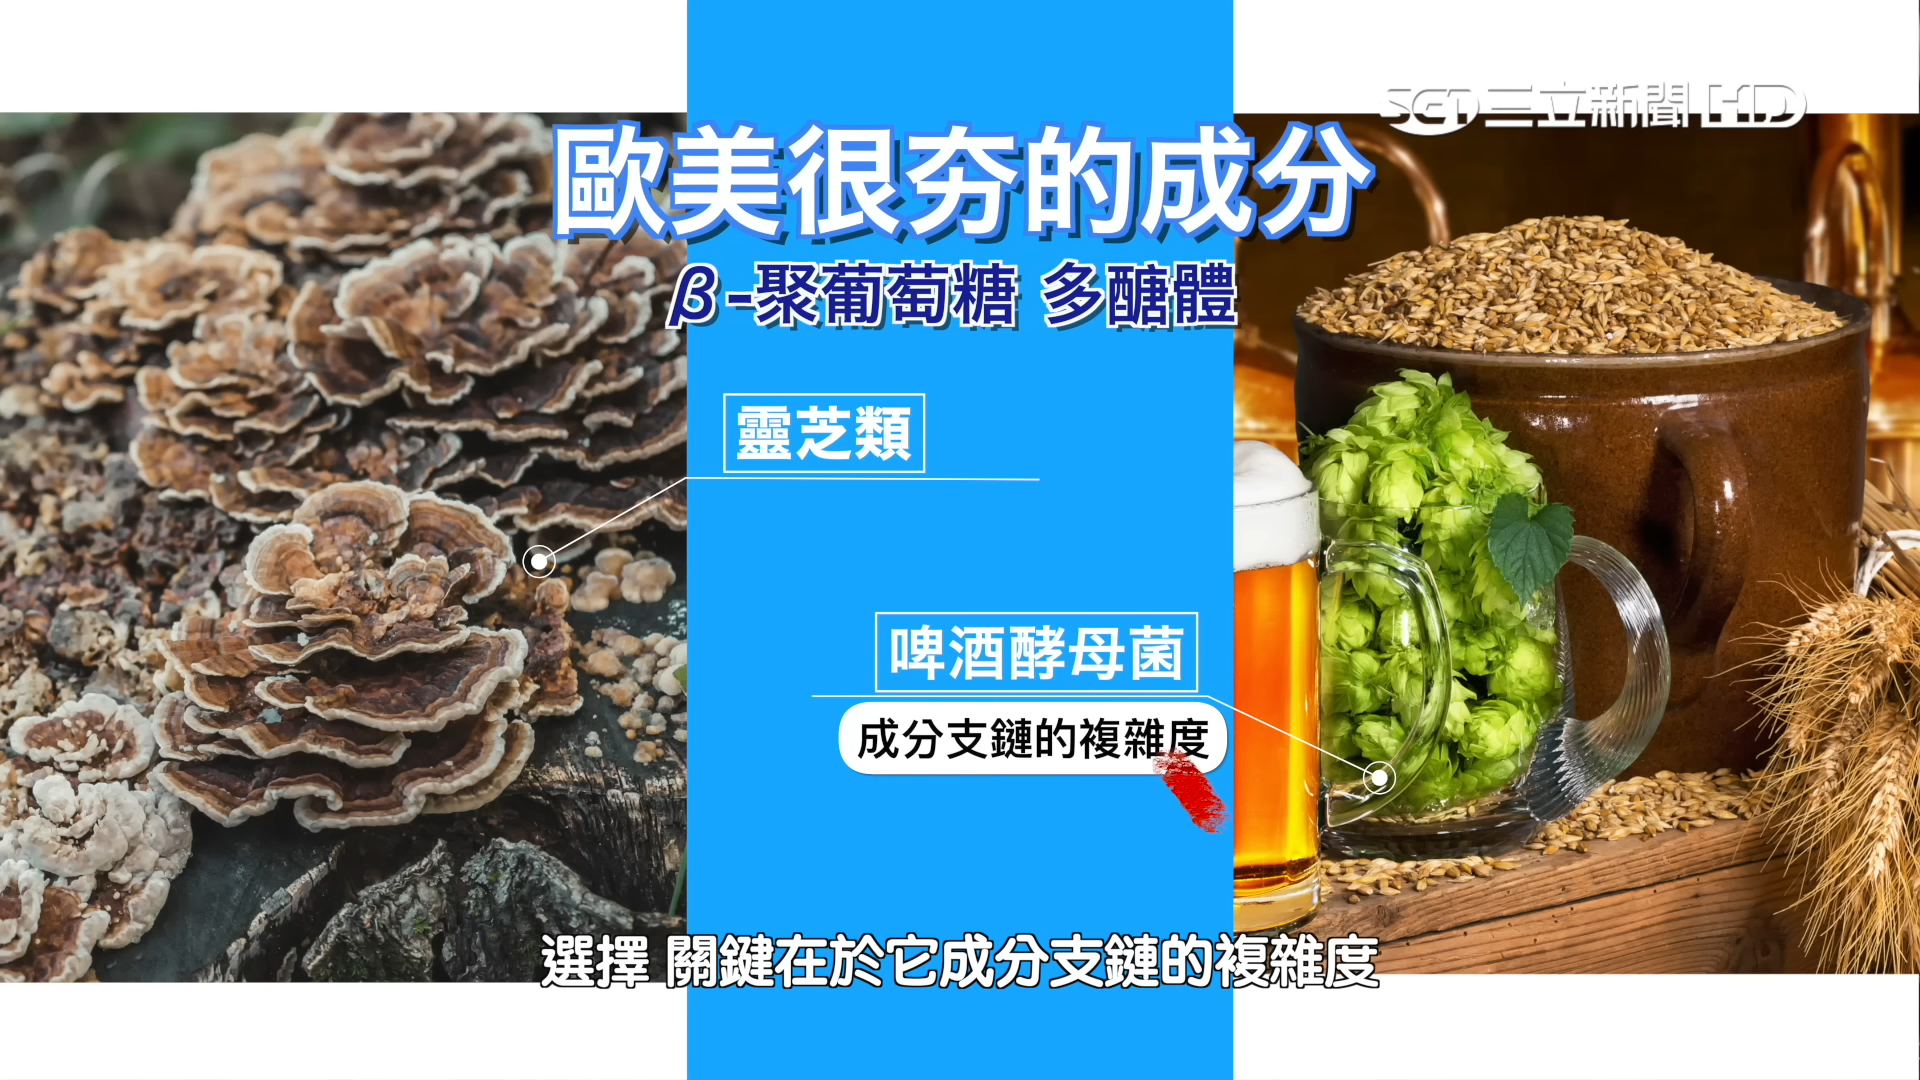 SET三立新聞HD
歐美很夯的成分
β-聚葡萄糖 多醣體
靈芝類
啤酒酵母菌
成分支鏈的複雜度
選擇 關鍵在於它成分支鏈的複雜度